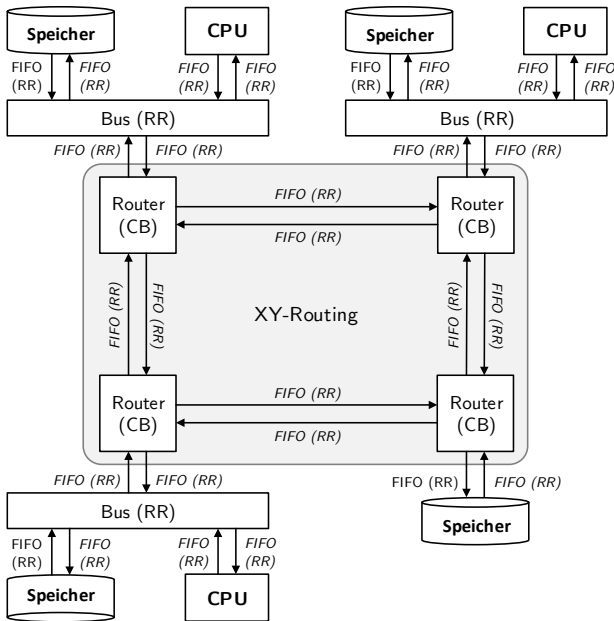 Speicher
CPU
Speicher
CPU
FIFO
(RR)
FIFO
(RR)
FIFO
(RR)
FIFO
(RR)
FIFO
(RR)
FIFO
(RR)
FIFO
(RR)
FIFO
(RR)
Bus (RR)
Bus (RR)
FIFO (RR)
FIFO (RR)
FIFO (RR)
FIFO (RR)
Router
(CB)
FIFO (RR)
FIFO (RR)
Router
(CB)
FIFO (RR)
FIFO (RR)
XY-Routing
FIFO (RR)
FIFO (RR)
Router
(CB)
FIFO (RR)
FIFO (RR)
Router
(CB)
FIFO (RR)
FIFO (RR)
FIFO (RR)
FIFO (RR)
Bus (RR)
Speicher
FIFO
(RR)
FIFO
(RR)
FIFO
(RR)
FIFO
(RR)
Speicher
CPU